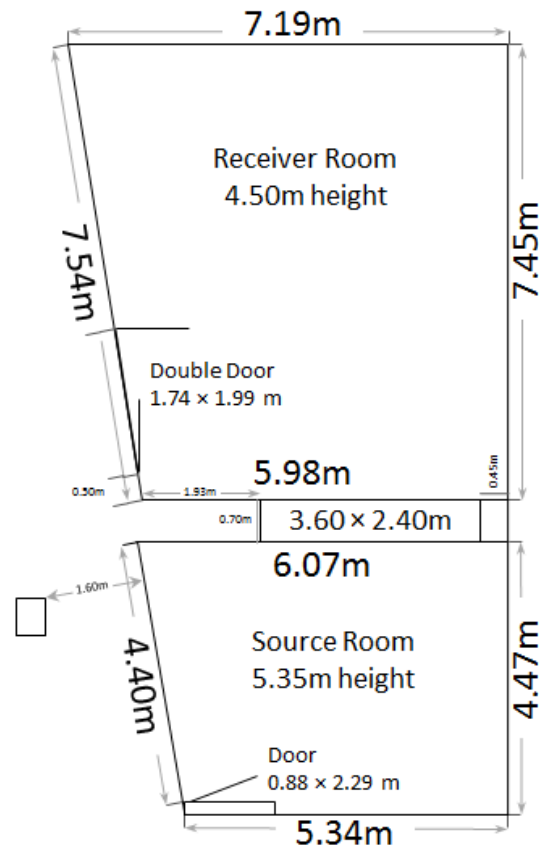 7.19m
Receiver Room
4.50m height
7.45m
7.54m
Double Door
1.74 × 1.99 m
0.45m
5.98m
0.50m
1.93m
0.70m
3.60 × 2.40m
6.07m
1.60m
Source Room
5.35m height
4.40m
4.47m
Door
0.88 × 2.29 m
5.34m